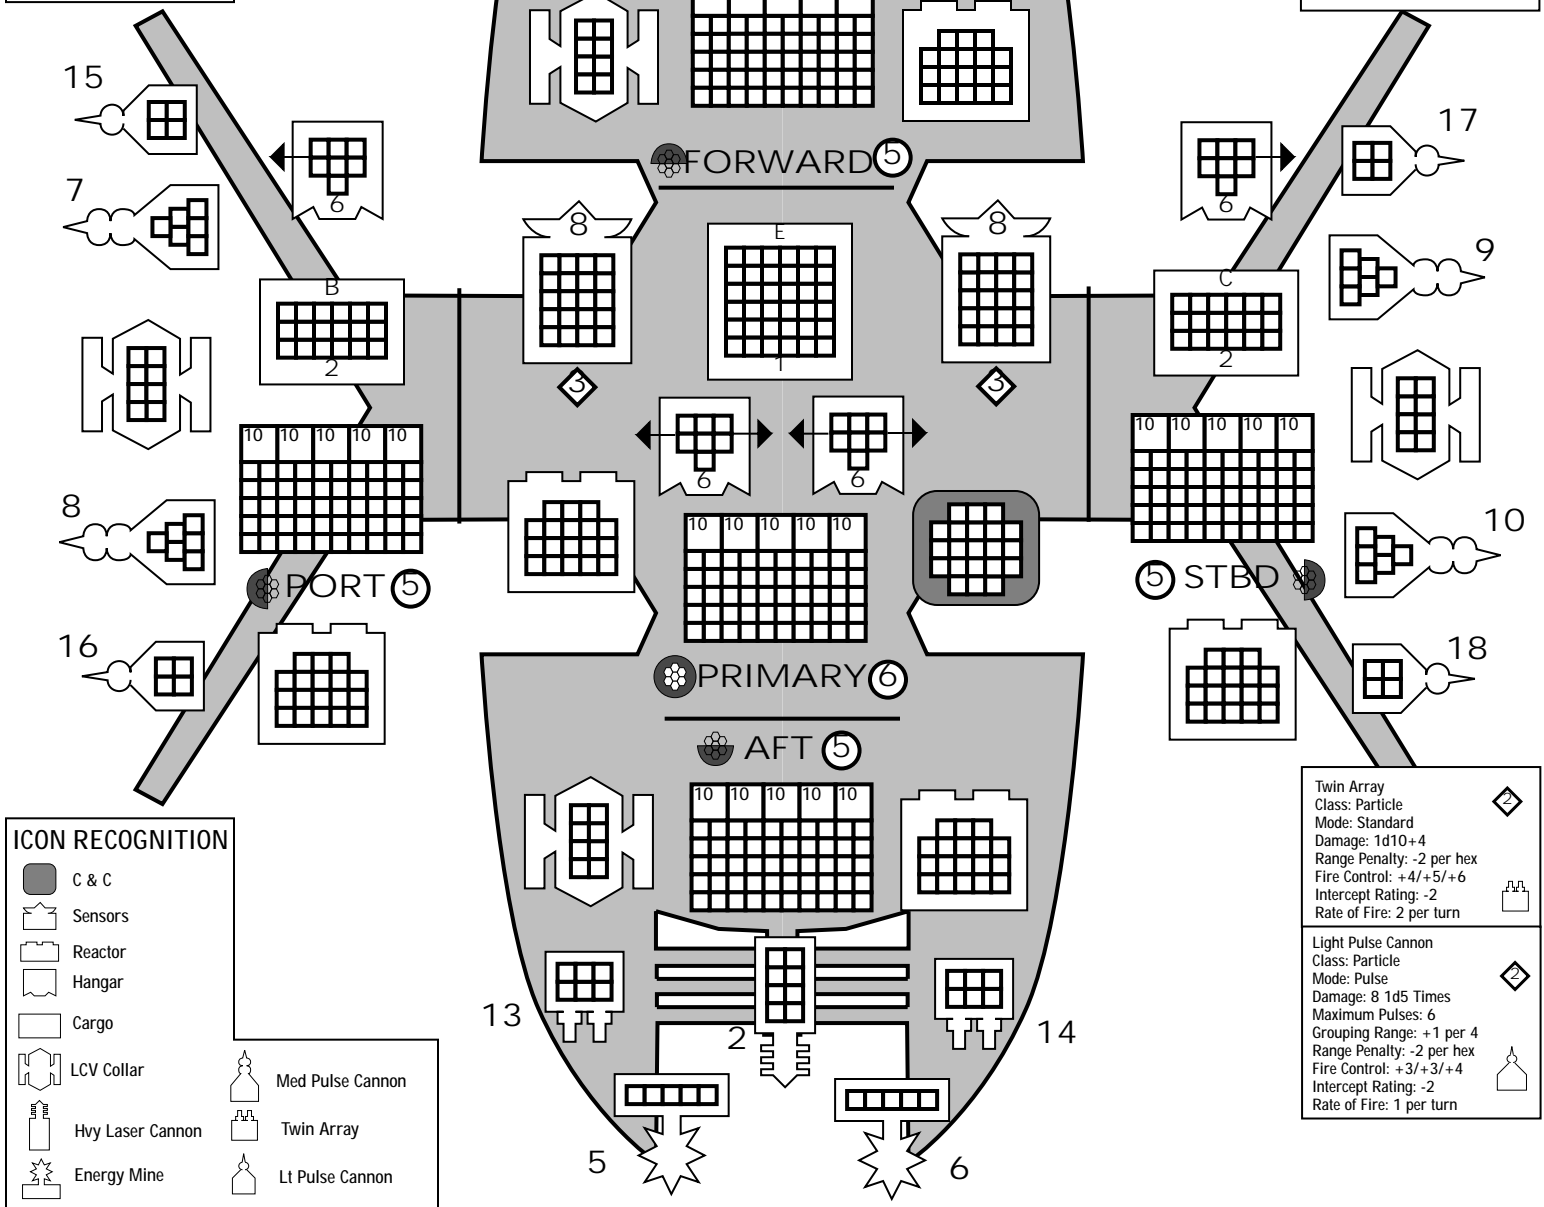 15
17
FORWARD 5
7
6
6
8
8
E
9
B
C
2
1
2
3
3
10 10 10 10 10
10 10 10 10 10
6
6
8
10
10 10 10 10 10
PORT 5
5 STBD
16
18
PRIMARY 6
AFT 5
10 10 10 10 10
13
14
2
5
6
ICON RECOGNITION
C & C
Sensors
Reactor
Hangar
Cargo
LCV Collar
Med Pulse Cannon
Hvy Laser Cannon
Twin Array
Energy Mine
Lt Pulse Cannon
Twin Array
2
Class: Particle
Mode: Standard
Damage: 1d10+4
Range Penalty: -2 per hex
Fire Control: +4/+5/+6
Intercept Rating: -2
Rate of Fire: 2 per turn
Light Pulse Cannon
2
Class: Particle
Mode: Pulse
Damage: 8 1d5 Times
Maximum Pulses: 6
Grouping Range: +1 per 4
Range Penalty: -2 per hex
Fire Control: +3/+3/+4
Intercept Rating: -2
Rate of Fire: 1 per turn